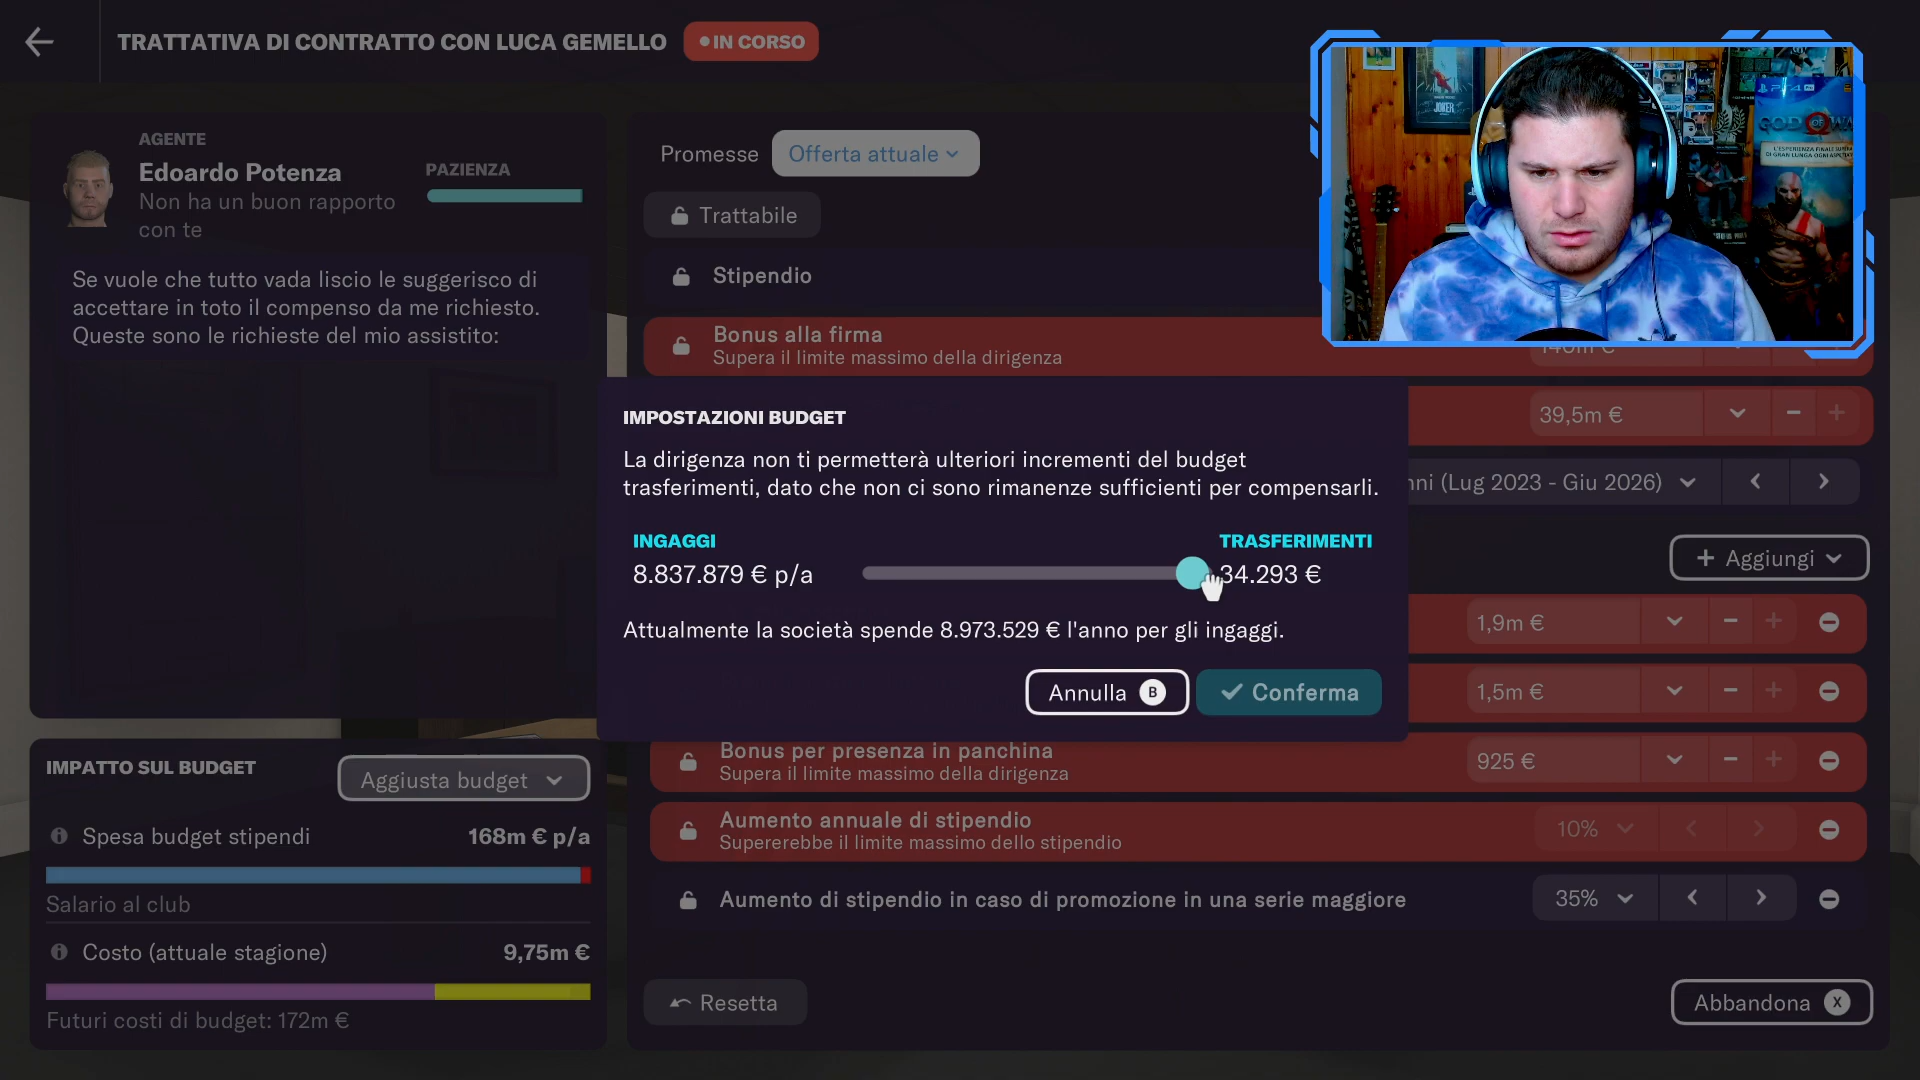 TRATTATIVA DI CONTRATTO CON LUCA GEMELLO
IN CORSO
AGENTE
Edoardo Potenza
Non ha un buon rapporto
con te
PAZIENZA
Se vuole che tutto vada liscio le suggerisco di
accettare in toto il compenso da me richiesto.
Queste sono le richieste del mio assistito:
Promesse
Offerta attuale
Trattabile
Stipendio
Bonus alla firma
Supera il limite massimo della dirigenza
39,5m €
(Lug 2023 - Giu 2026)
Aggiungi
1,9m €
1,5m €
IMPOSTAZIONI BUDGET
La dirigenza non ti permetterà ulteriori incrementi del budget
trasferimenti, dato che non ci sono rimanenze sufficienti per compensarli.
INGAGGI
TRASFERIMENTI
8.837.879 € p/a
34.293 €
Attualmente la società spende 8.973.529 € l'anno per gli ingaggi.
Annulla B
Conferma
Bonus per presenza in panchina
Supera il limite massimo della dirigenza
925 €
Aumento annuale di stipendio
Supererebbe il limite massimo dello stipendio
10%
Aumento di stipendio in caso di promozione in una serie maggiore
35%
Resetta
Abbandona X
IMPATTO SUL BUDGET
Aggiusta budget
Spesa budget stipendi
168m € p/a
Salario al club
Costo (attuale stagione)
9,75m €
Futuri costi di budget: 172m €
JOKER
PS4 PRO
GOD OF WAR